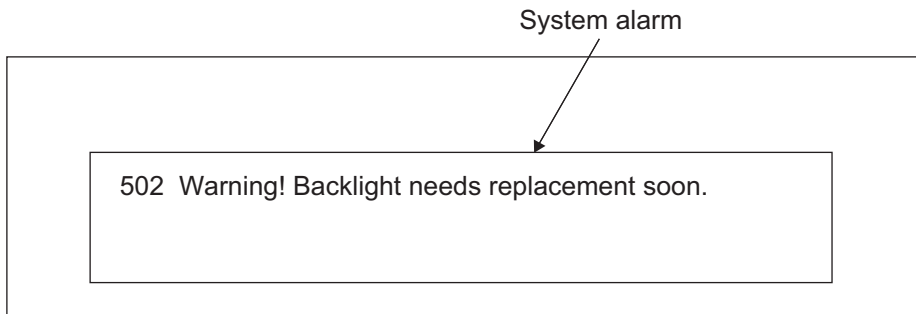 System alarm
502 Warning! Backlight needs replacement soon.